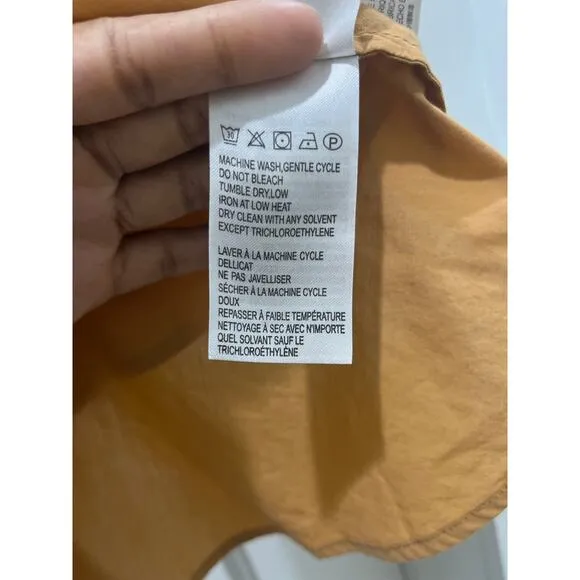 30
P
MACHINE WASH,GENTLE CYCLE
DO NOT BLEACH
TUMBLE DRY,LOW
IRON AT LOW HEAT
DRY CLEAN WITH ANY SOLVENT
EXCEPT TRICHLOROETHYLENE
LAVER À LA MACHINE CYCLE
DELLICAT
NE PAS JAVELLISER
SÉCHER À LA MACHINE CYCLE
DOUX
REPASSER À FAIBLE TEMPÉRATURE
NETTOYAGE À SEC AVEC N'IMPORTE
QUEL SOLVANT SAUF LE
TRICHLOROÉTHYLÈNE